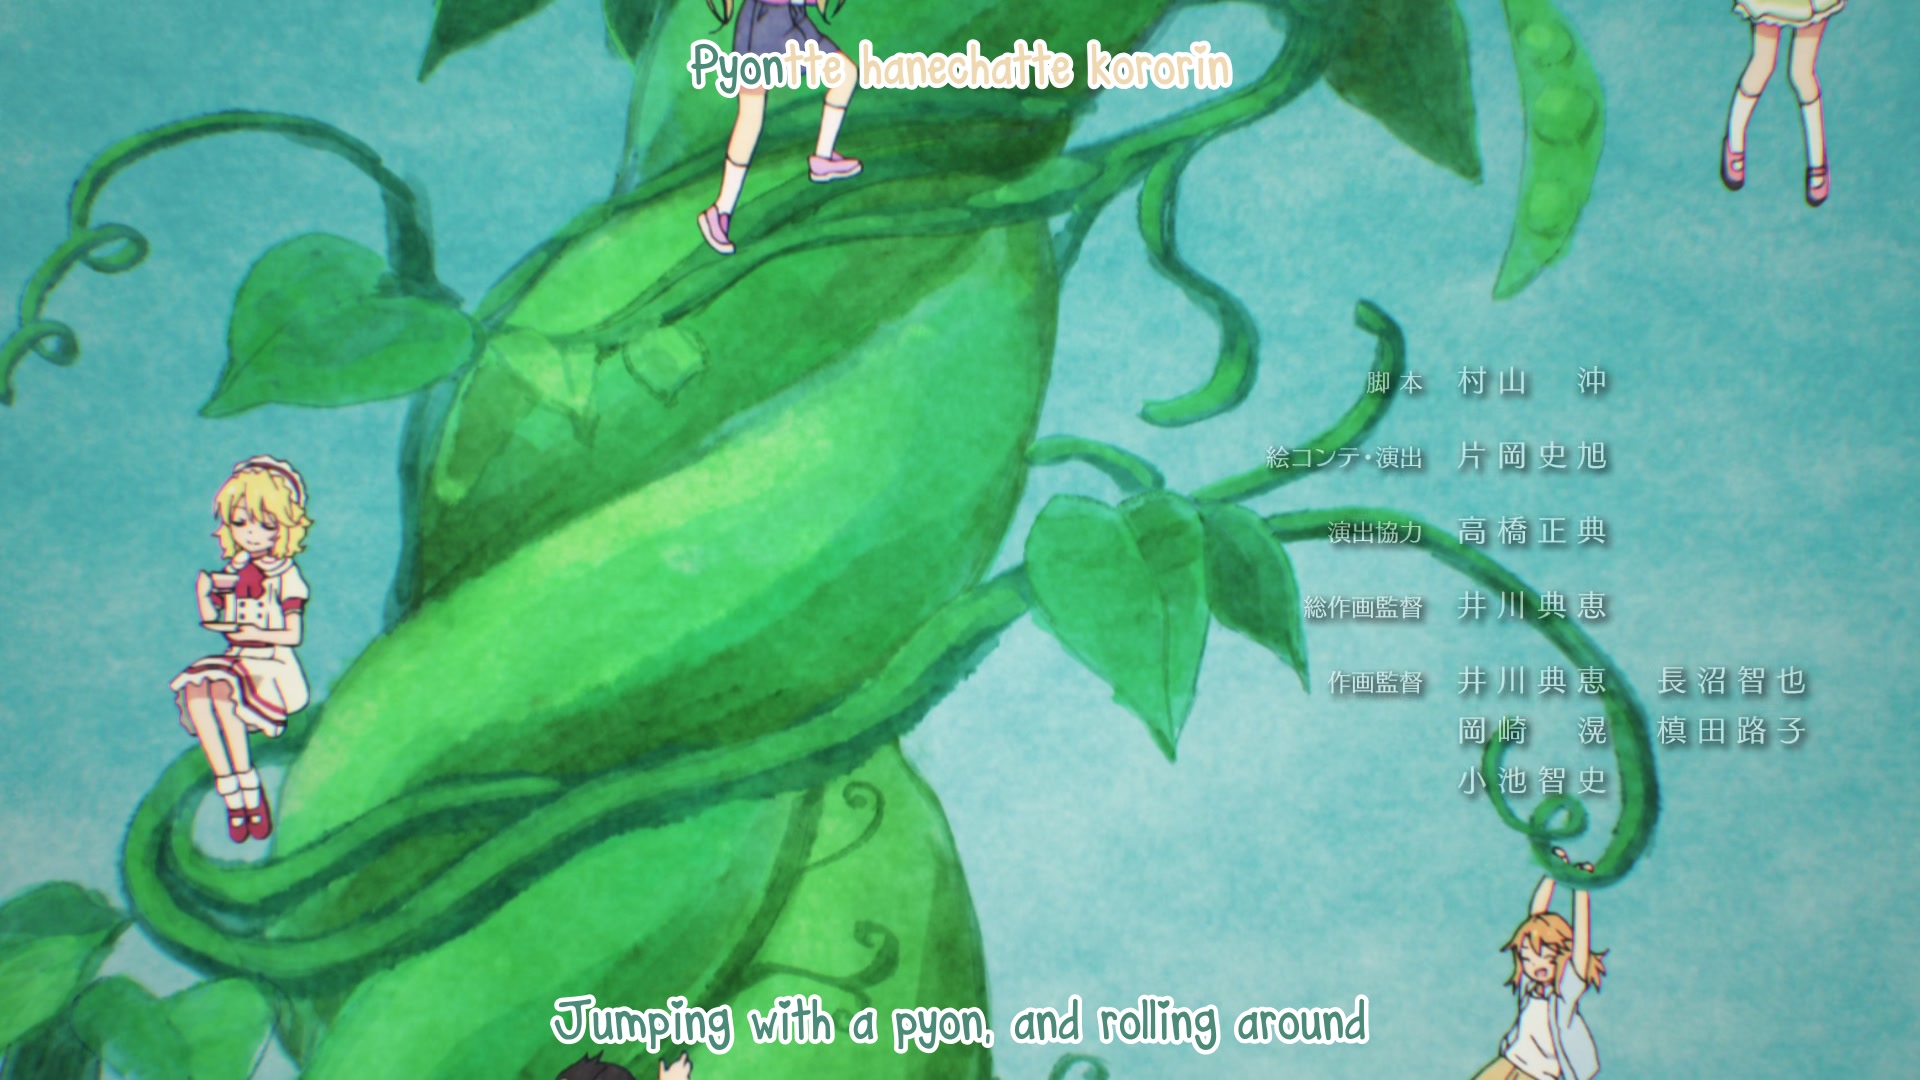 Pyontte hanechatte kororin
脚本 村山 沖
絵コンテ・演出 片岡史旭
演出協力 高橋正典
総作画監督 井川典恵
作画監督 井川典恵 長沼智也
岡崎 滉 槙田路子
小池智史
Jumping with a pyon, and rolling around